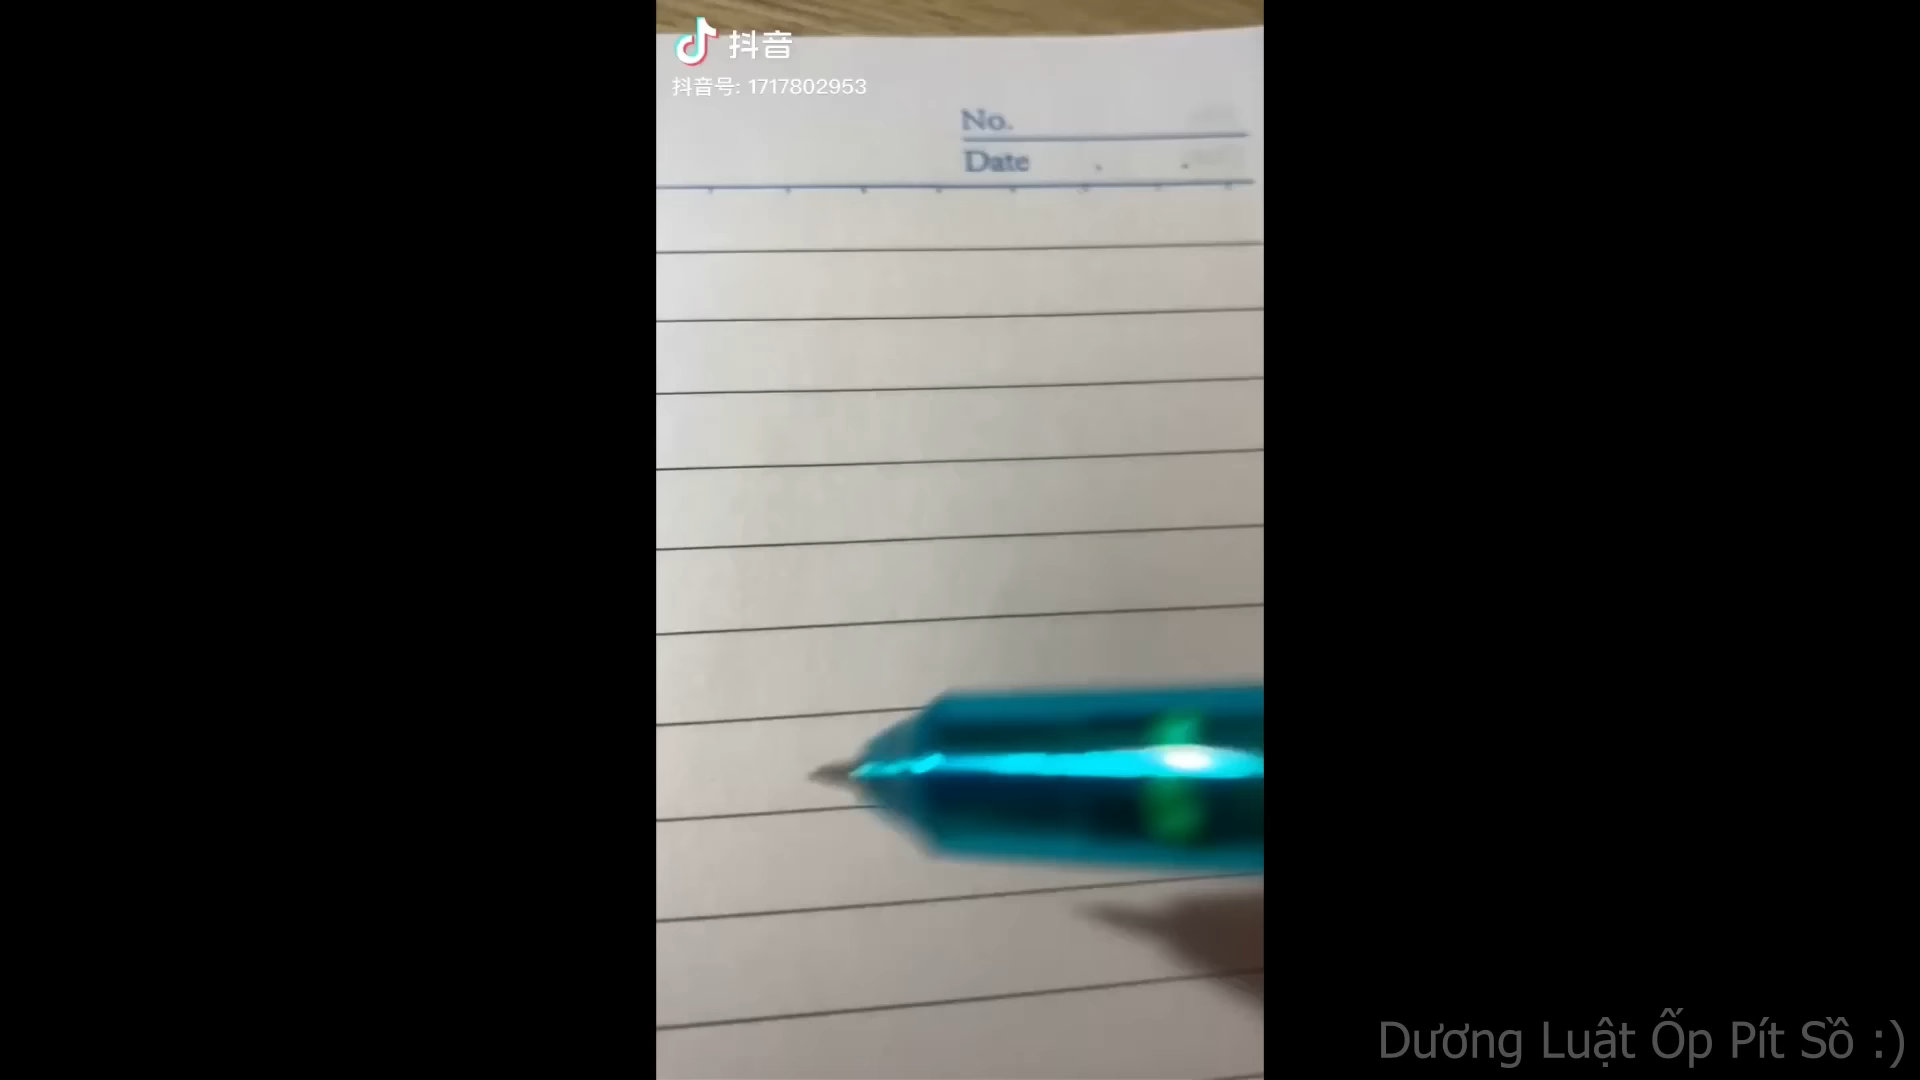 抖音
抖音号: 1717802953
No.
Date
Dương Luật Ốp Pít Sồ :)